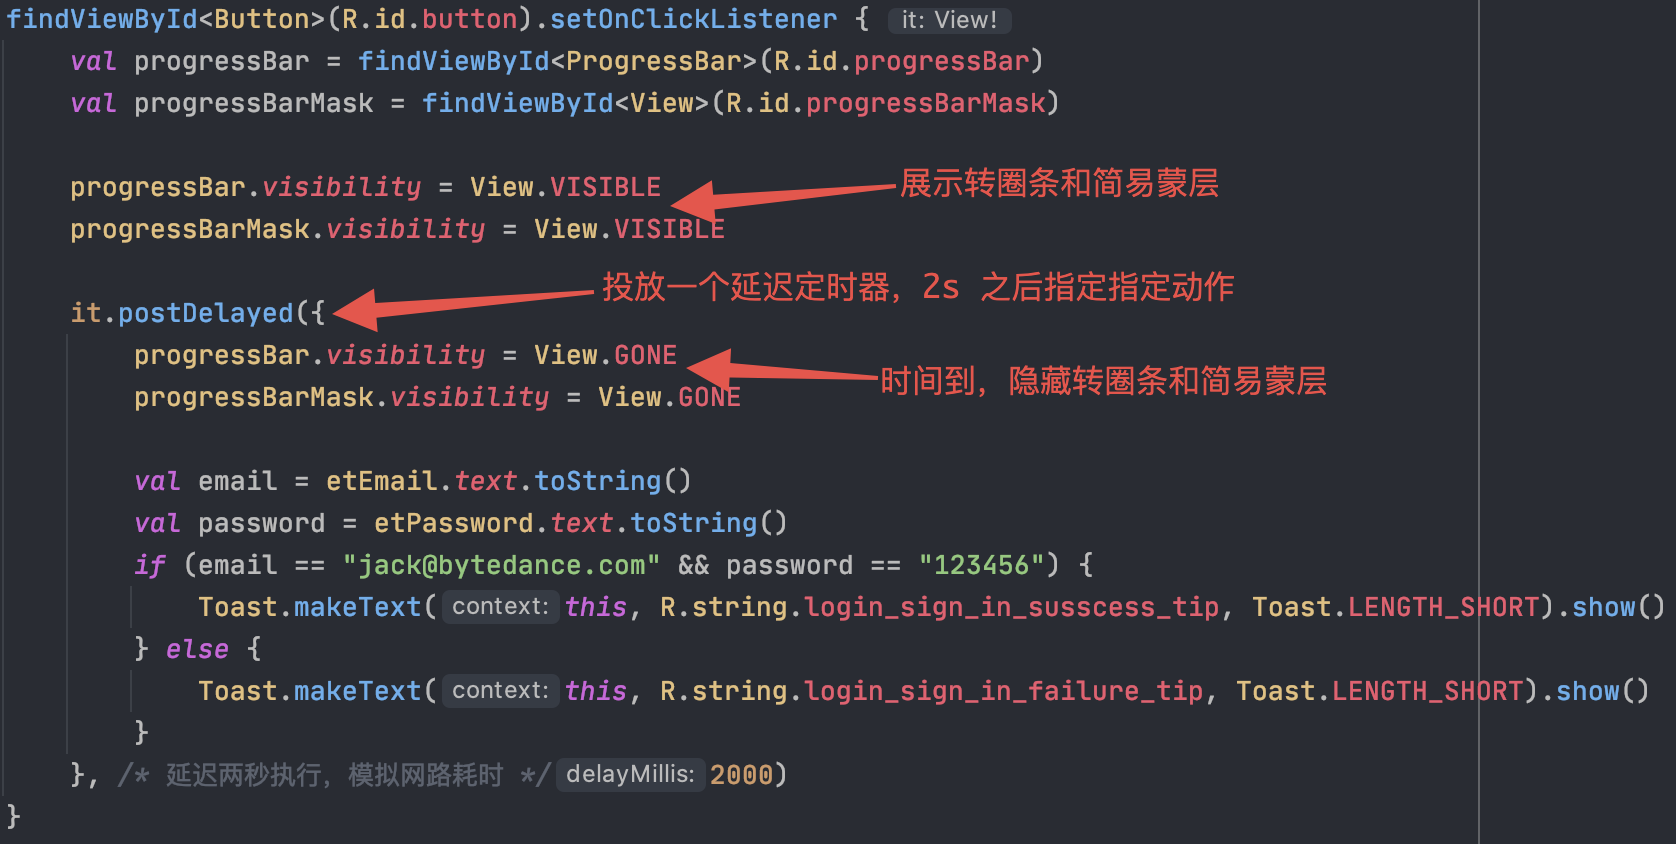 findViewById<Button>(R.id.button).setOnClickListener { it: View!
val progressBar = findViewById<ProgressBar>(R.id.progressBar)
val progressBarMask = findViewById<View>(R.id.progressBarMask)
progressBar.visibility = View.VISIBLE
展示转圈条和简易蒙层
progressBarMask.visibility = View.VISIBLE
投放一个延迟定时器，2s 之后指定指定动作
it.postDelayed({
progressBar.visibility = View.GONE
时间到，隐藏转圈条和简易蒙层
progressBarMask.visibility = View.GONE
val email = etEmail.text.toString()
val password = etPassword.text.toString()
if (email == "jack@bytedance.com" && password == "123456") {
Toast.makeText( context: this, R.string.login_sign_in_susscess_tip, Toast.LENGTH_SHORT).show()
} else {
Toast.makeText( context: this, R.string.login_sign_in_failure_tip, Toast.LENGTH_SHORT).show()
}
}, /* 延迟两秒执行，模拟网路耗时 */ delayMillis: 2000)
}